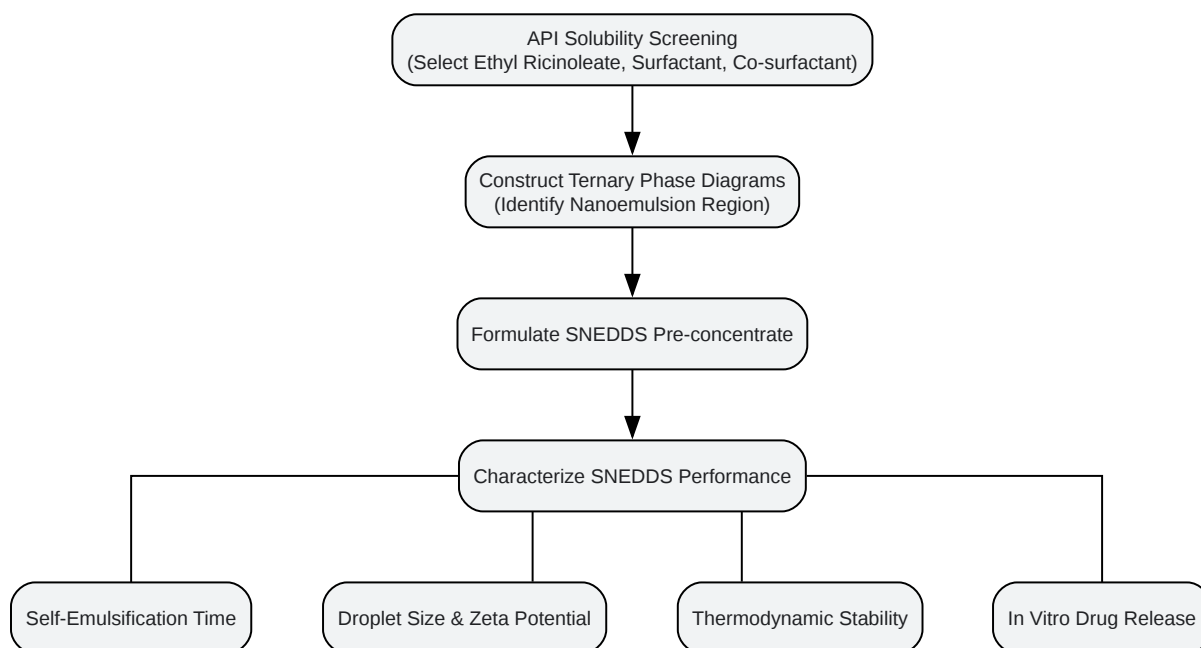 API Solubility Screening
(Select Ethyl Ricinoleate, Surfactant, Co-surfactant)
Construct Ternary Phase Diagrams
(Identify Nanoemulsion Region)
Formulate SNEDDS Pre-concentrate
Characterize SNEDDS Performance
Self-Emulsification Time
Droplet Size & Zeta Potential
Thermodynamic Stability
In Vitro Drug Release